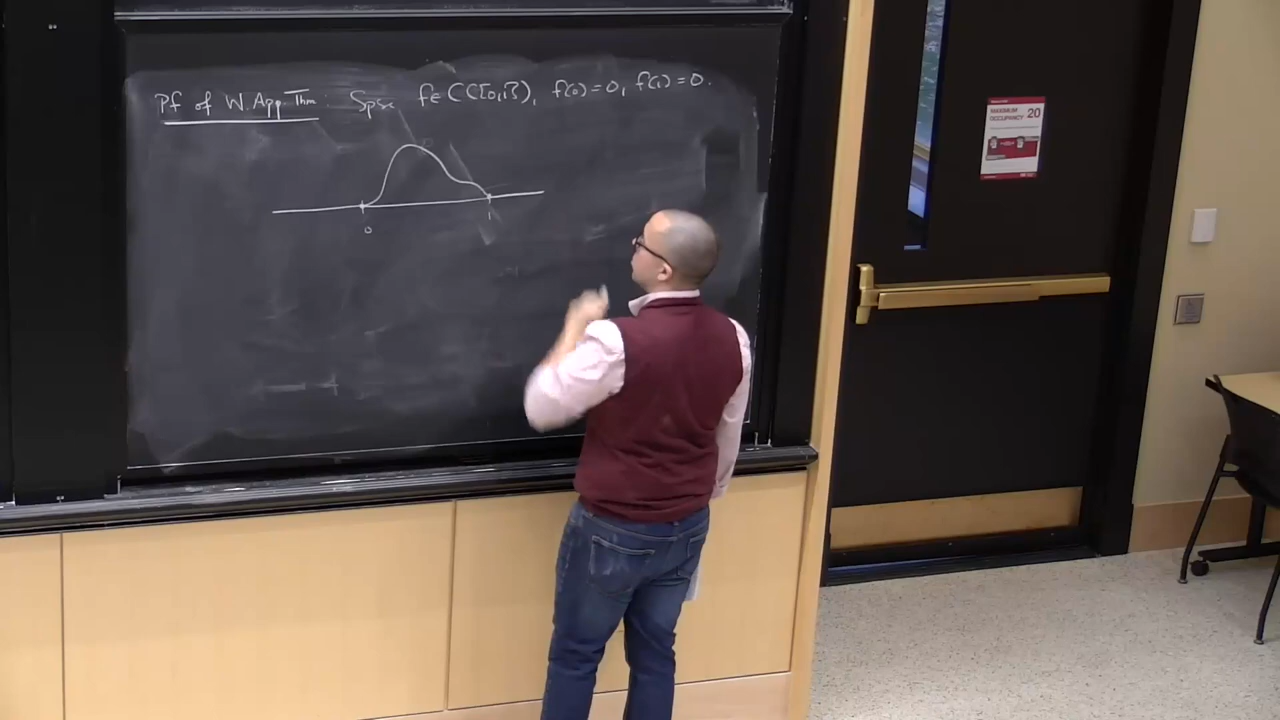 Pf of W. App. Thm: Spse f ∈ C([0,1]), f(0)=0, f(1)=0.
0 1
MAXIMUM
OCCUPANCY 20